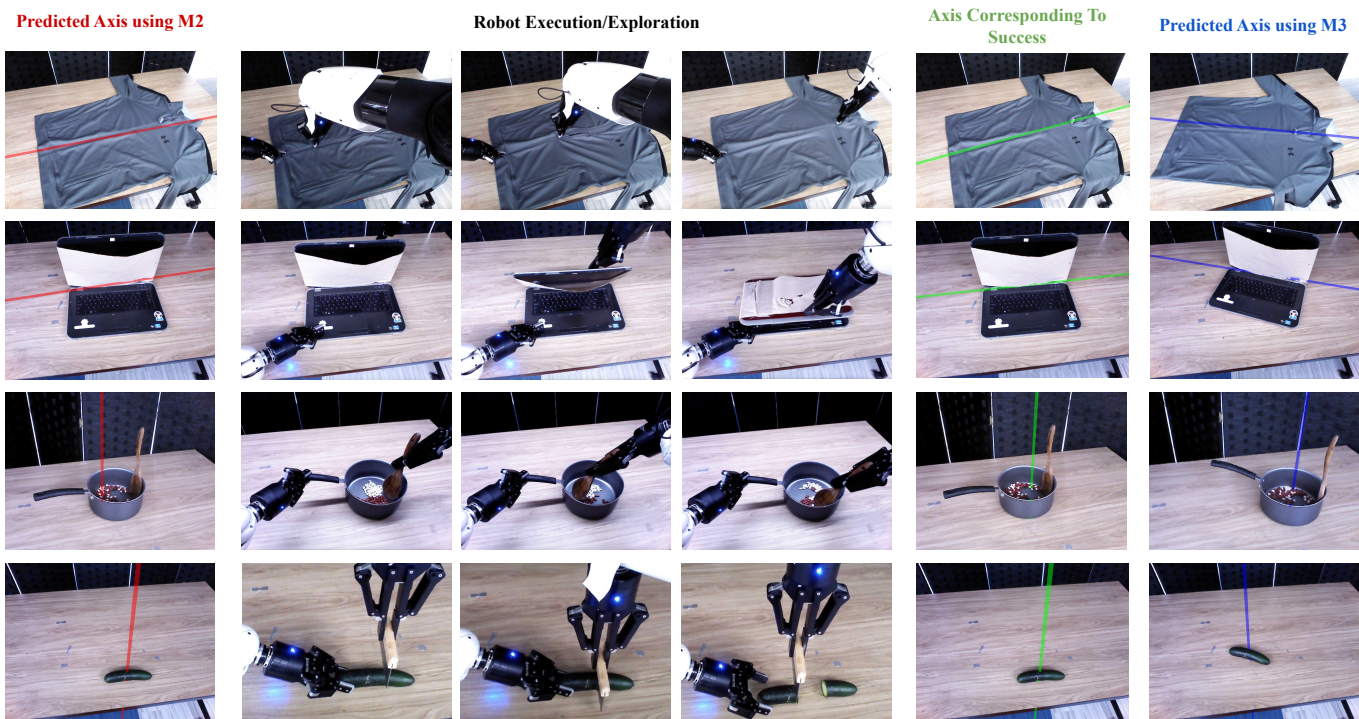 Predicted Axis using M2
Robot Execution/Exploration
Axis Corresponding To
Success
Predicted Axis using M3